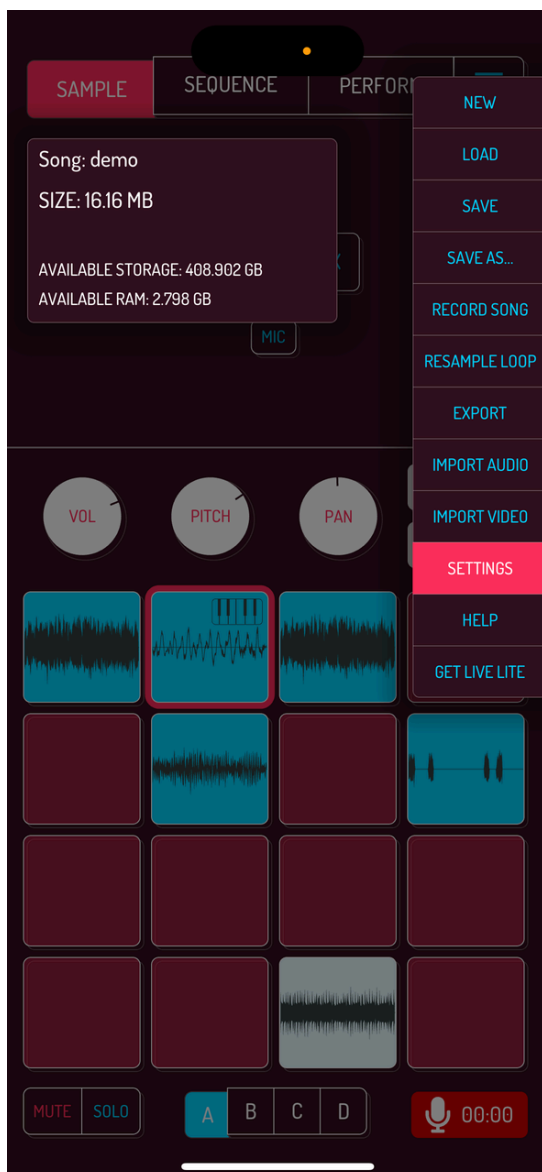 SAMPLE
SEQUENCE
PERFOR
Song: demo
SIZE: 16.16 MB
AVAILABLE STORAGE: 408.902 GB
AVAILABLE RAM: 2.798 GB
MIC
NEW
LOAD
SAVE
SAVE AS...
RECORD SONG
RESAMPLE LOOP
EXPORT
IMPORT AUDIO
IMPORT VIDEO
SETTINGS
HELP
GET LIVE LITE
VOL
PITCH
PAN
MUTE
SOLO
A
B
C
D
00:00